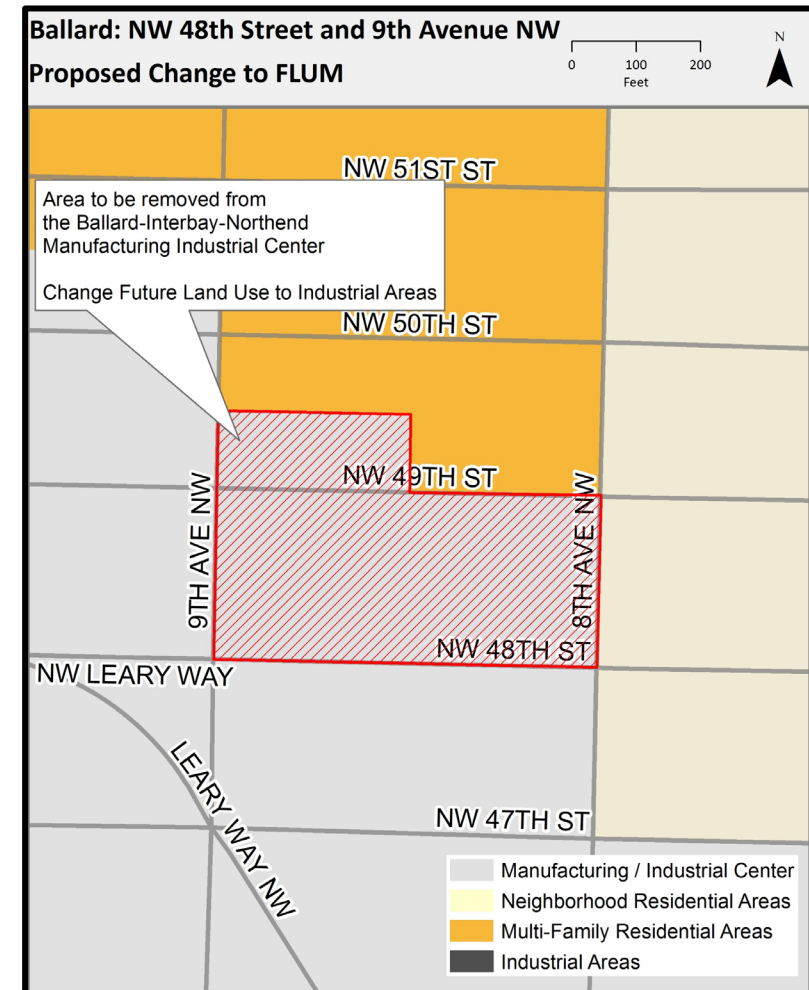 Ballard: NW 48th Street and 9th Avenue NW
Proposed Change to FLUM
0 100 200
Feet
N
NW 51ST ST
Area to be removed from
the Ballard-Interbay-Northend
Manufacturing Industrial Center
Change Future Land Use to Industrial Areas
NW 50TH ST
NW 49TH ST
9TH AVE NW
8TH AVE NW
NW 48TH ST
NW LEARY WAY
LEARY WAY NW
NW 47TH ST
Manufacturing / Industrial Center
Neighborhood Residential Areas
Multi-Family Residential Areas
Industrial Areas